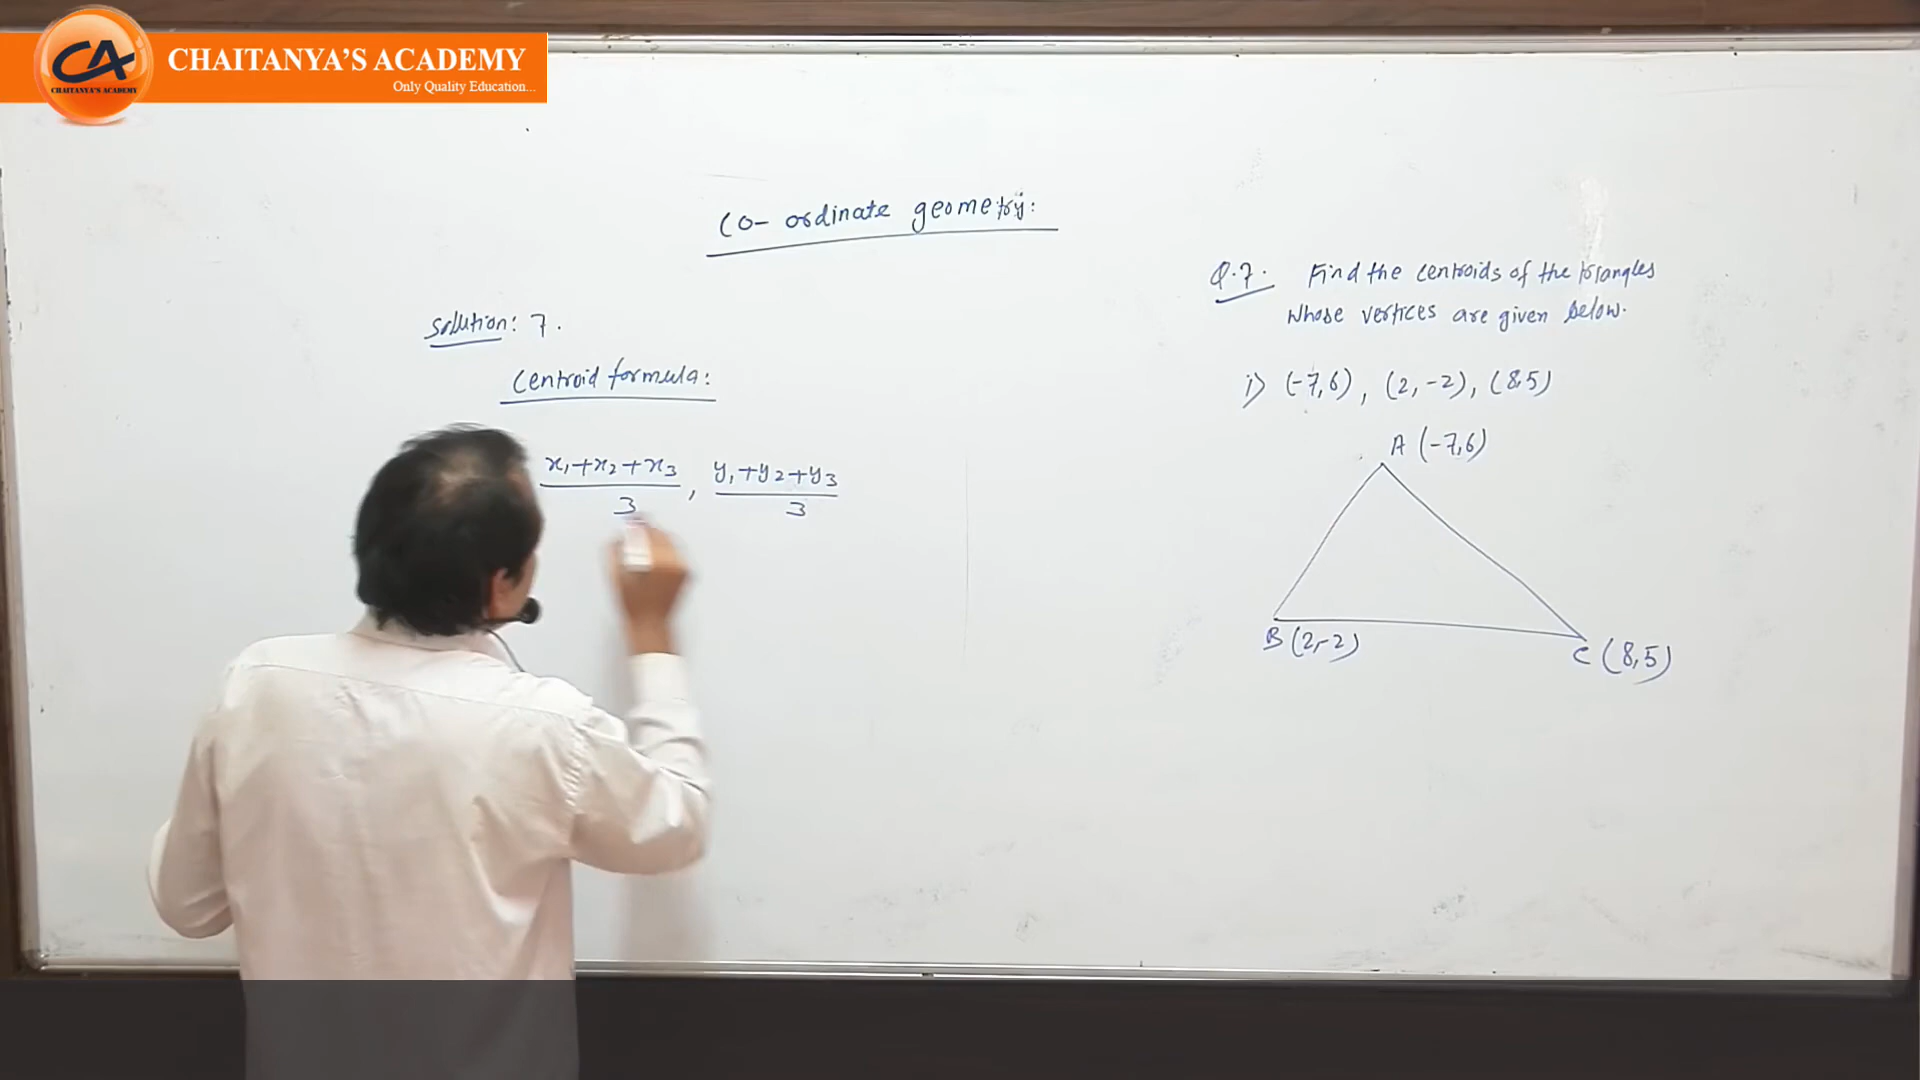 CA
CHAITANYA'S ACADEMY
CHAITANYA'S ACADEMY
Only Quality Education...
Co-ordinate geometry:
Solution: 7.
Centroid formula:
x₁+x₂+x₃/3, y₁+y₂+y₃/3
Q.7. Find the centroids of the triangles
whose vertices are given below.
i) (-7,6), (2,-2), (8,5)
A (-7,6)
B (2,-2)
C (8,5)